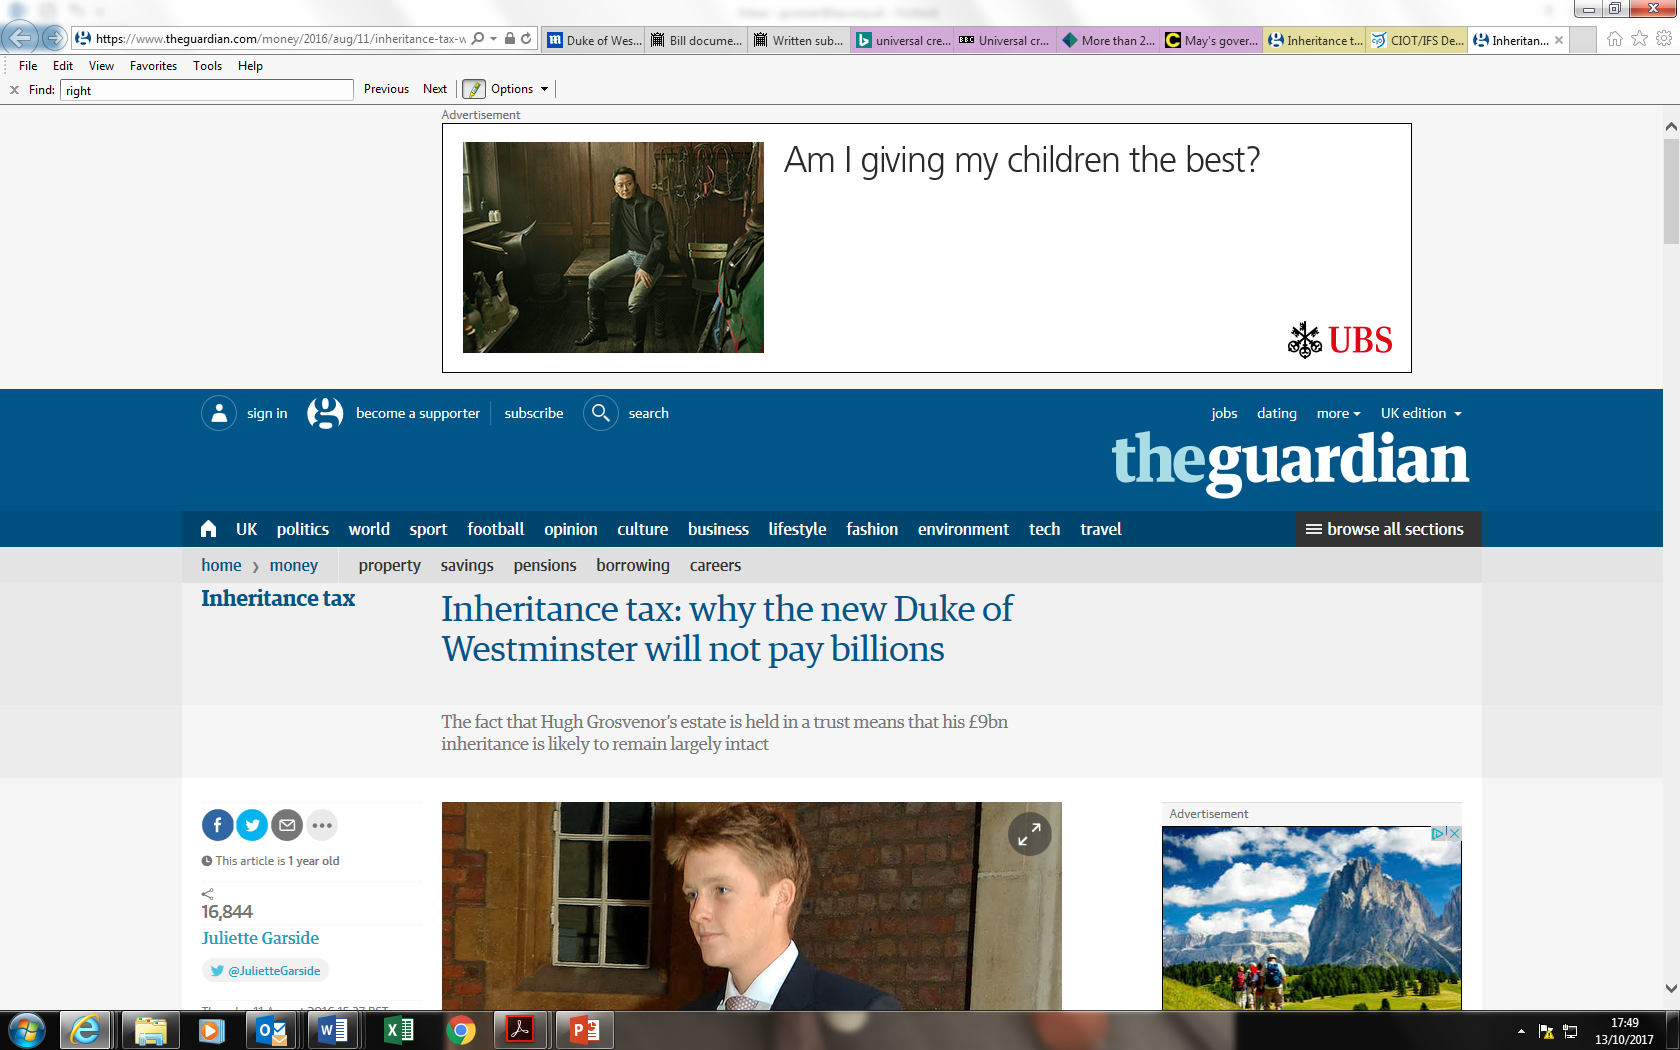 https://www.theguardian.com/money/2016/aug/11/inheritance-tax-w
Duke of Wes...
Bill docume...
Written sub...
universal cre...
Universal cr...
More than 2...
May's gover...
Inheritance t...
CIOT/IFS De...
Inheritan...
File Edit View Favorites Tools Help
Find: right Previous Next Options
Advertisement
Am I giving my children the best?
UBS
sign in become a supporter subscribe search jobs dating more UK edition
theguardian
UK politics world sport football opinion culture business lifestyle fashion environment tech travel browse all sections
home money property savings pensions borrowing careers
Inheritance tax
Inheritance tax: why the new Duke of
Westminster will not pay billions
The fact that Hugh Grosvenor's estate is held in a trust means that his £9bn
inheritance is likely to remain largely intact
This article is 1 year old
16,844
Juliette Garside
@JulietteGarside
Advertisement
17:49
13/10/2017